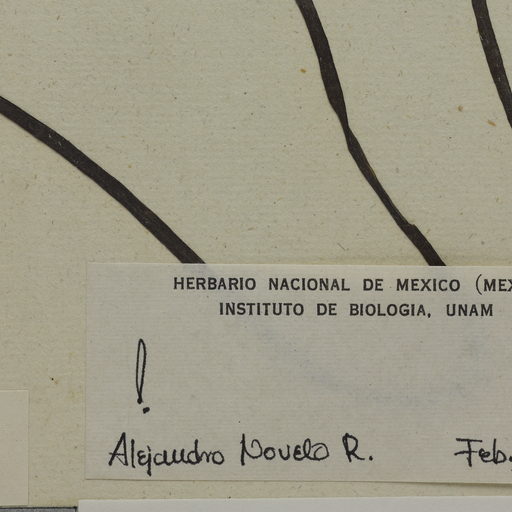 HERBARIO NACIONAL DE MEXICO (MEX
INSTITUTO DE BIOLOGIA, UNAM
!
Alejandro Novelo R. Feb.